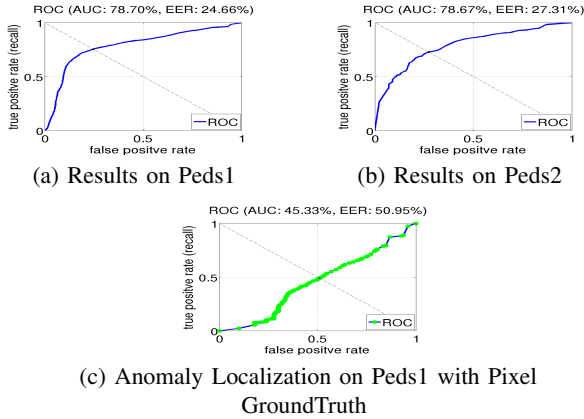 ROC (AUC: 78.70%, EER: 24.66%)
1
0.5
0
0
0.5
1
true positve rate (recall)
false positve rate
ROC
(a) Results on Peds1
ROC (AUC: 78.67%, EER: 27.31%)
1
0.5
0
0
0.5
1
true positve rate (recall)
false positve rate
ROC
(b) Results on Peds2
ROC (AUC: 45.33%, EER: 50.95%)
1
0.5
0
0
0.5
1
true positve rate (recall)
false positve rate
ROC
(c) Anomaly Localization on Peds1 with Pixel
GroundTruth